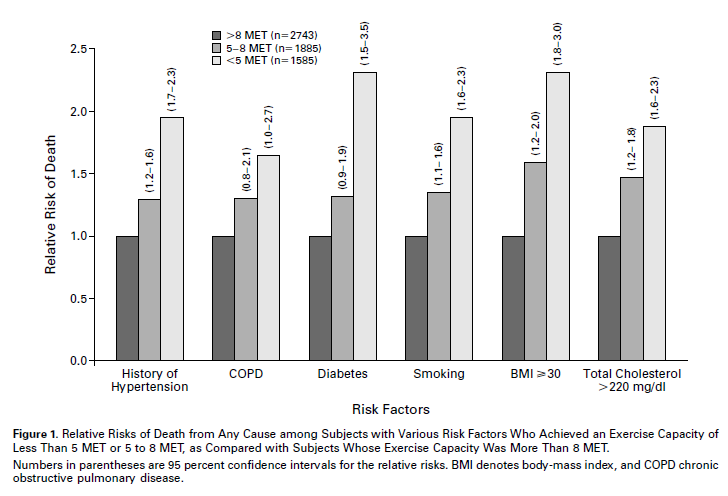 >8 MET (n=2743)
5–8 MET (n=1885)
<5 MET (n=1585)
Relative Risk of Death
2.5
2.0
1.5
1.0
0.5
0.0
(1.2–1.6)
(1.7–2.3)
(0.8–2.1)
(1.0–2.7)
(0.9–1.9)
(1.5–3.5)
(1.1–1.6)
(1.6–2.3)
(1.2–2.0)
(1.8–3.0)
(1.2–1.8)
(1.6–2.3)
History of
Hypertension
COPD
Diabetes
Smoking
BMI ≥30
Total Cholesterol
>220 mg/dl
Risk Factors
Figure 1. Relative Risks of Death from Any Cause among Subjects with Various Risk Factors Who Achieved an Exercise Capacity of
Less Than 5 MET or 5 to 8 MET, as Compared with Subjects Whose Exercise Capacity Was More Than 8 MET.
Numbers in parentheses are 95 percent confidence intervals for the relative risks. BMI denotes body-mass index, and COPD chronic
obstructive pulmonary disease.